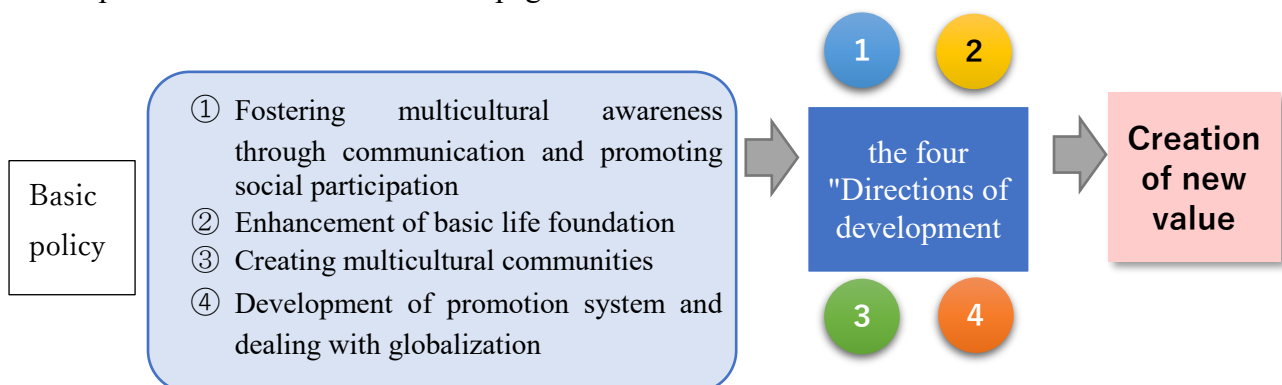 Basic
policy
① Fostering multicultural awareness
through communication and promoting
social participation
② Enhancement of basic life foundation
③ Creating multicultural communities
④ Development of promotion system and
dealing with globalization
1
2
the four
"Directions of
development
3
4
Creation
of new
value